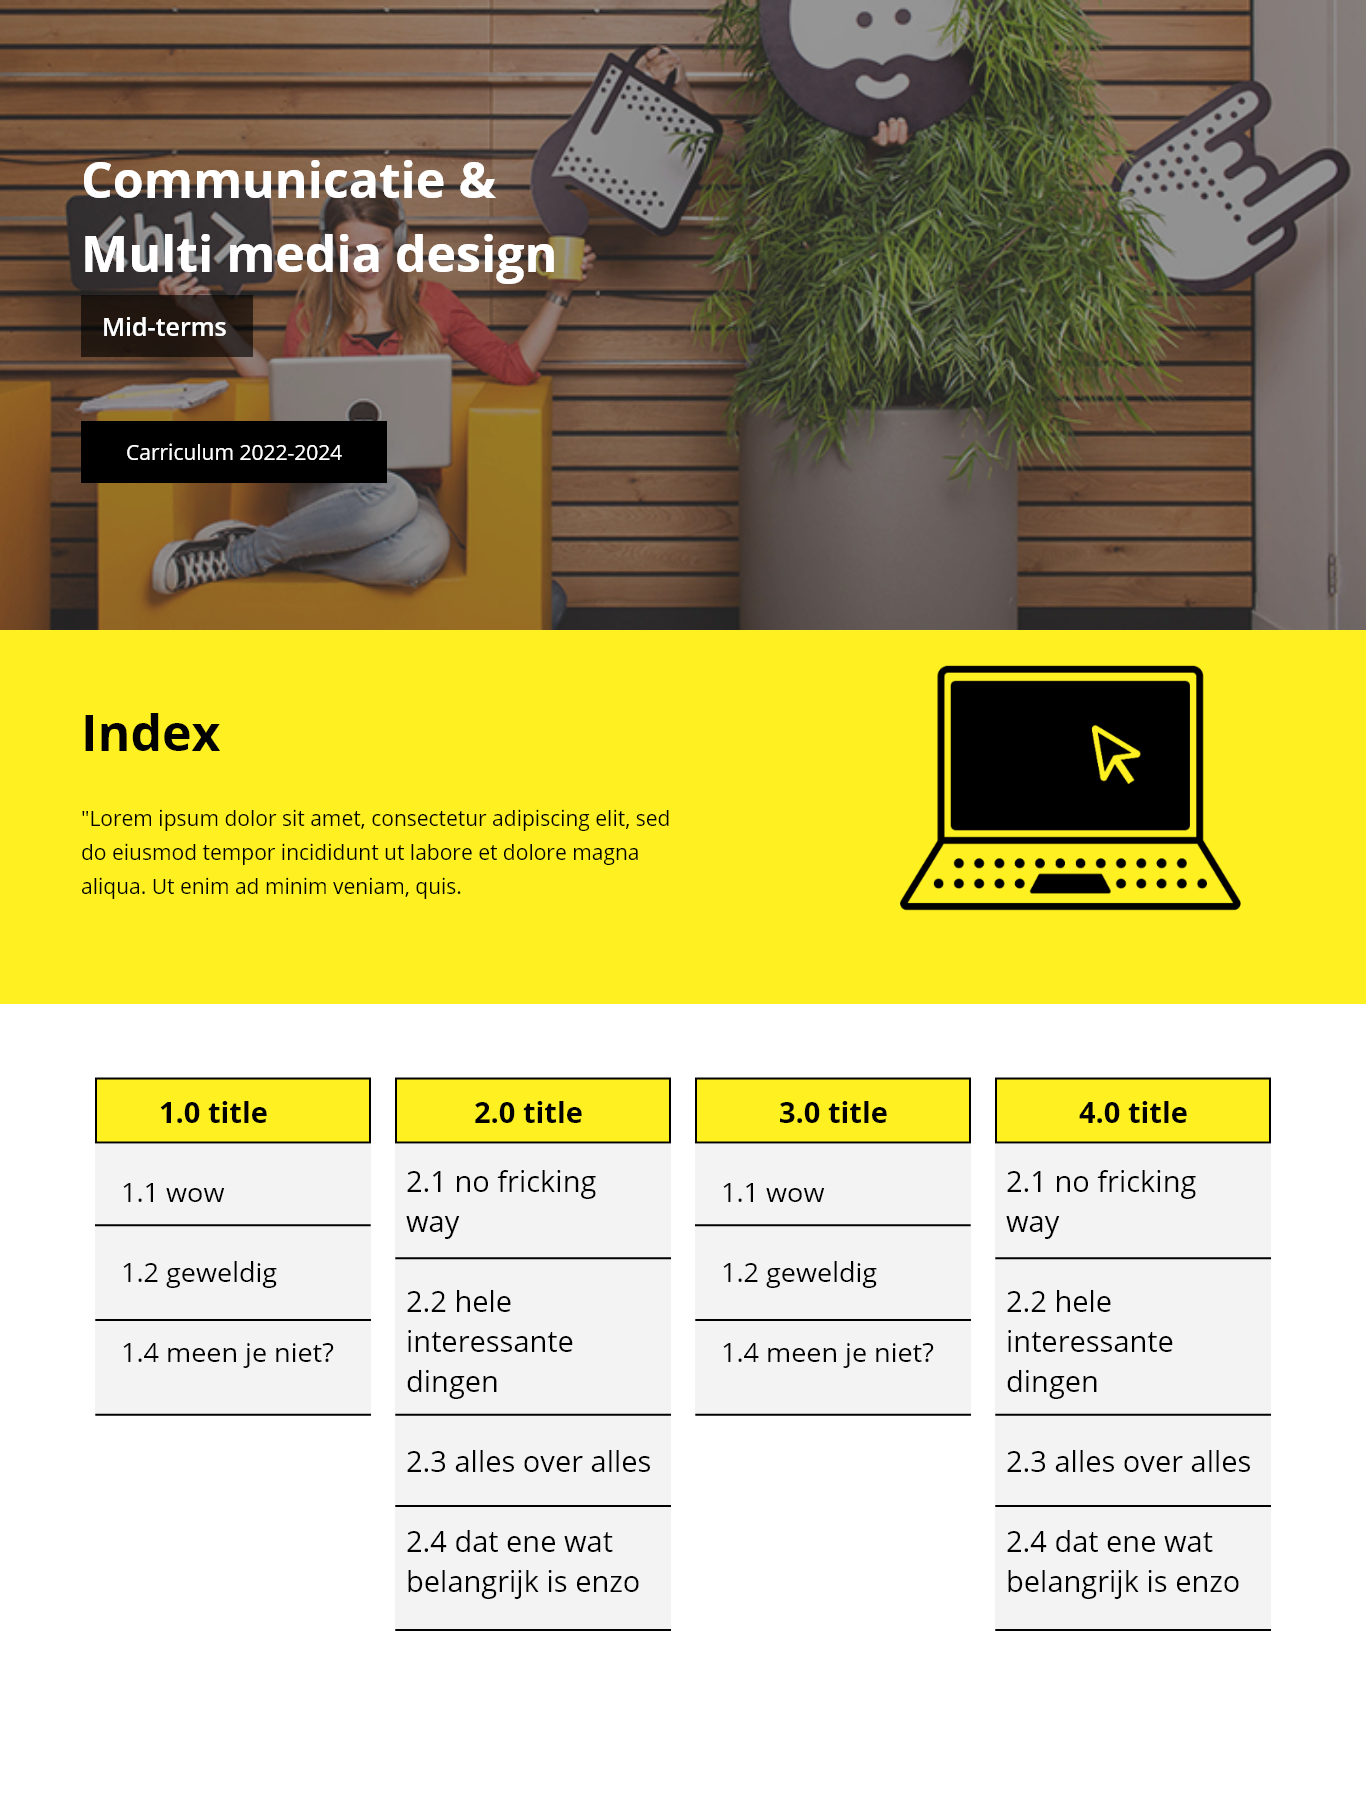 Communicatie &
<h1>
Multi media design
Mid-terms
Carriculum 2022-2024
Index
"Lorem ipsum dolor sit amet, consectetur adipiscing elit, sed
do eiusmod tempor incididunt ut labore et dolore magna
aliqua. Ut enim ad minim veniam, quis.
1.0 title
1.1 wow
1.2 geweldig
1.4 meen je niet?
2.0 title
2.1 no fricking
way
2.2 hele
interessante
dingen
2.3 alles over alles
2.4 dat ene wat
belangrijk is enzo
3.0 title
1.1 wow
1.2 geweldig
1.4 meen je niet?
4.0 title
2.1 no fricking
way
2.2 hele
interessante
dingen
2.3 alles over alles
2.4 dat ene wat
belangrijk is enzo